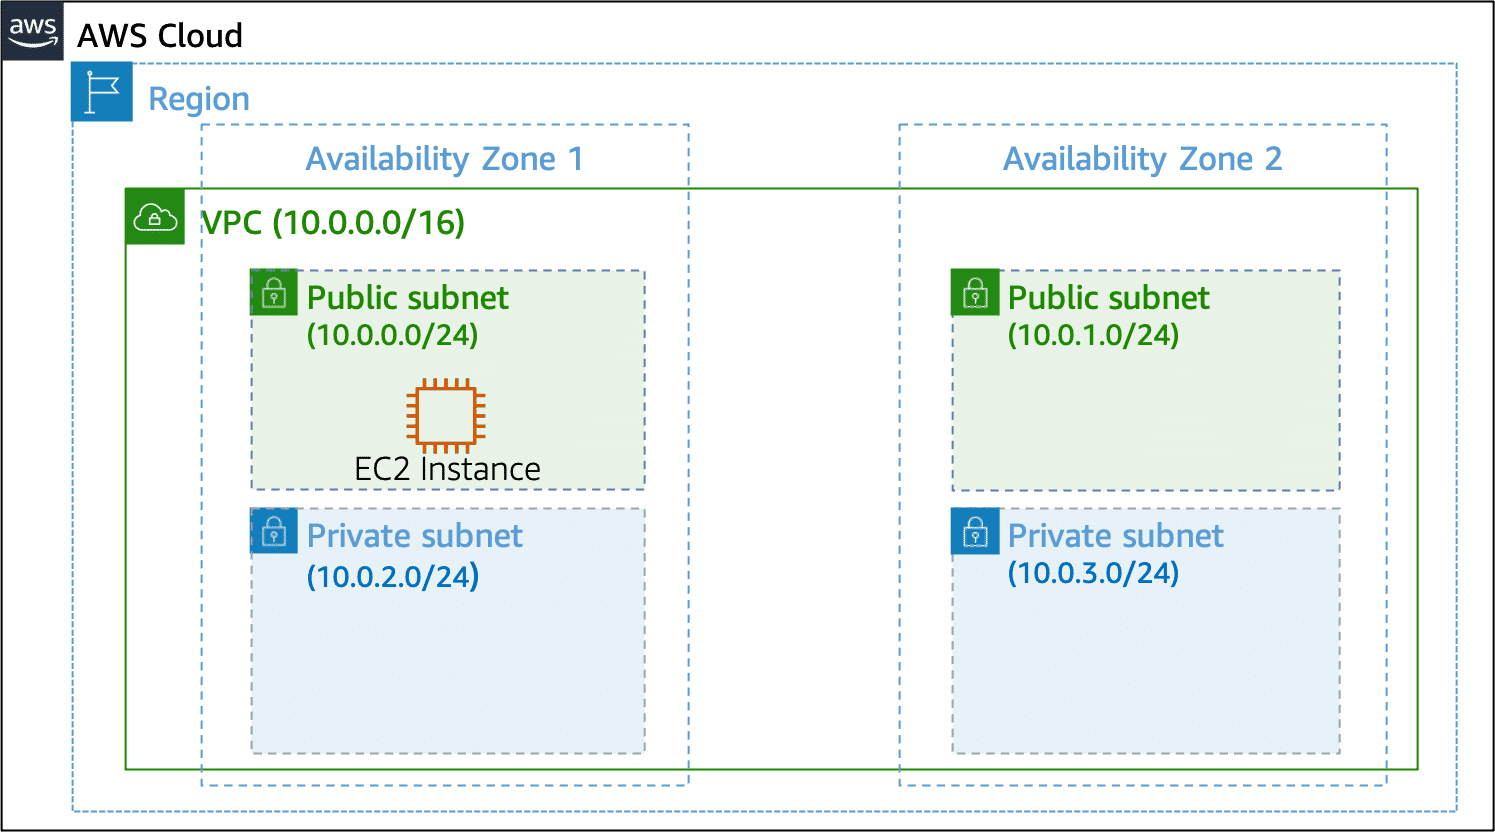 aws
AWS Cloud
Region
Availability Zone 1
Availability Zone 2
VPC (10.0.0.0/16)
Public subnet
(10.0.0.0/24)
EC2 Instance
Public subnet
(10.0.1.0/24)
Private subnet
(10.0.2.0/24)
Private subnet
(10.0.3.0/24)